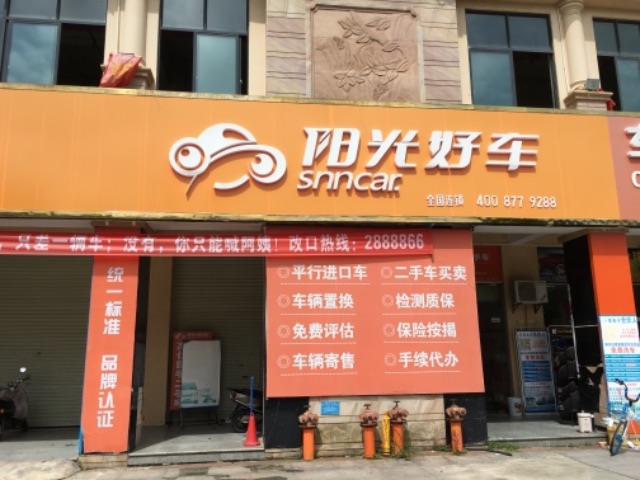 阳光好车
snncar.
全国连锁 400 877 9288
只差一辆车；没有，你只能喊阿姨！改口热线：2888866
统一标准 品牌认证
◎平行进口车
◎二手车买卖
◎车辆置换
◎检测质保
◎免费评估
◎保险按揭
◎车辆寄售
◎手续代办